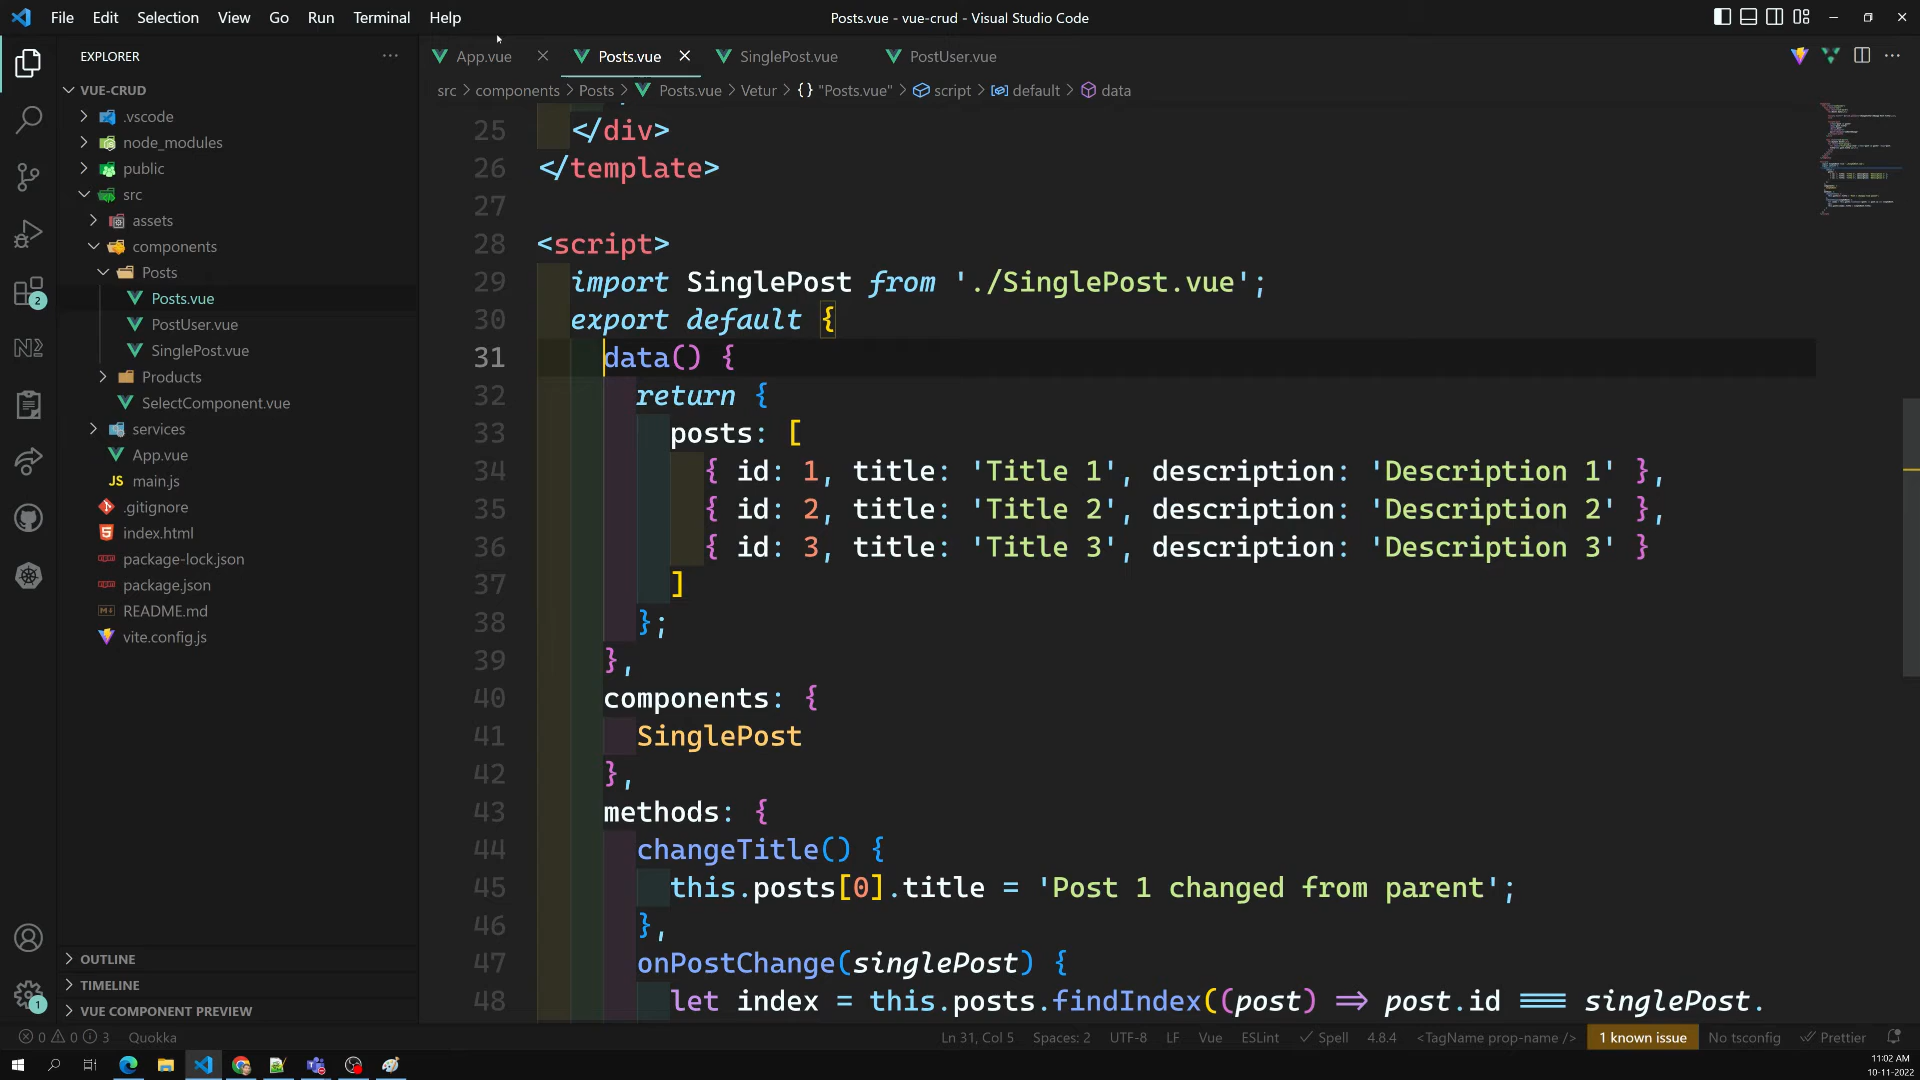 File Edit Selection View Go Run Terminal Help
Posts.vue - vue-crud - Visual Studio Code
EXPLORER
App.vue
Posts.vue
SinglePost.vue
PostUser.vue
src > components > Posts > Posts.vue > Vetur > {} "Posts.vue" > script > default > data
VUE-CRUD
.vscode
node_modules
public
src
assets
components
Posts
Posts.vue
PostUser.vue
SinglePost.vue
Products
SelectComponent.vue
services
App.vue
JS main.js
.gitignore
index.html
package-lock.json
package.json
README.md
vite.config.js
OUTLINE
TIMELINE
VUE COMPONENT PREVIEW
2
1
25 </div>
26 </template>
27
28 <script>
29 import SinglePost from './SinglePost.vue';
30 export default {
31 data() {
32 return {
33 posts: [
34 { id: 1, title: 'Title 1', description: 'Description 1' },
35 { id: 2, title: 'Title 2', description: 'Description 2' },
36 { id: 3, title: 'Title 3', description: 'Description 3' }
37 ]
38 };
39 },
40 components: {
41 SinglePost
42 },
43 methods: {
44 changeTitle() {
45 this.posts[0].title = 'Post 1 changed from parent';
46 },
47 onPostChange(singlePost) {
48 let index = this.posts.findIndex((post) => post.id === singlePost.
0 0 3 Quokka
Ln 31, Col 5 Spaces: 2 UTF-8 LF Vue ESLint Spell 4.8.4 <TagName prop-name /> 1 known issue No tsconfig Prettier
11:02 AM
10-11-2022